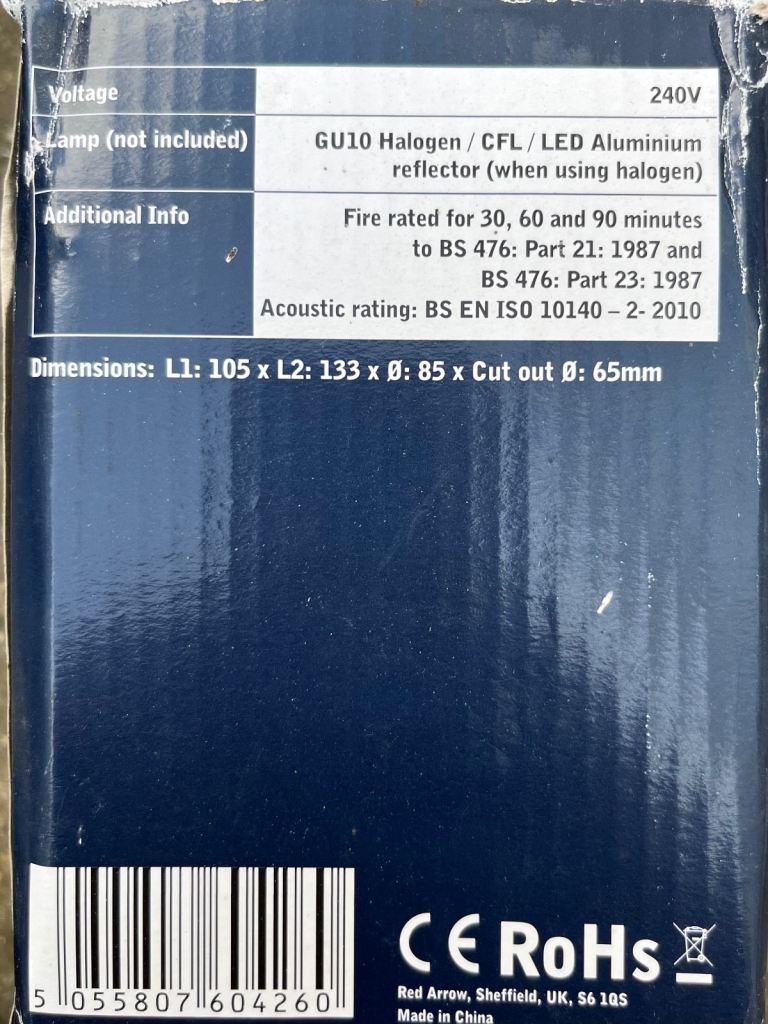 Voltage 240V
Lamp (not included) GU10 Halogen / CFL / LED Aluminium
reflector (when using halogen)
Additional Info Fire rated for 30, 60 and 90 minutes
to BS 476: Part 21: 1987 and
BS 476: Part 23: 1987
Acoustic rating: BS EN ISO 10140 – 2- 2010
Dimensions: L1: 105 x L2: 133 x Ø: 85 x Cut out Ø: 65mm
CE RoHs
5 055807 604260
Red Arrow, Sheffield, UK, S6 1QS
Made in China